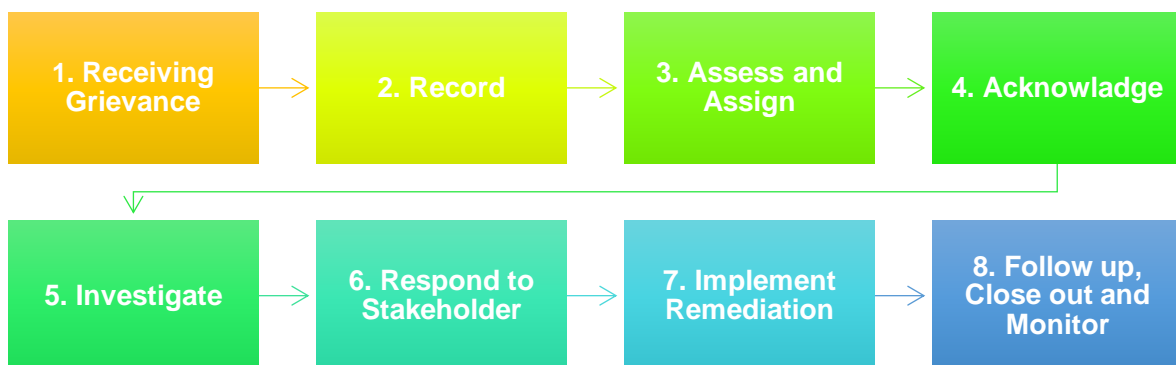 1. Receiving
Grievance
2. Record
3. Assess and
Assign
4. Acknowladge
5. Investigate
6. Respond to
Stakeholder
7. Implement
Remediation
8. Follow up,
Close out and
Monitor